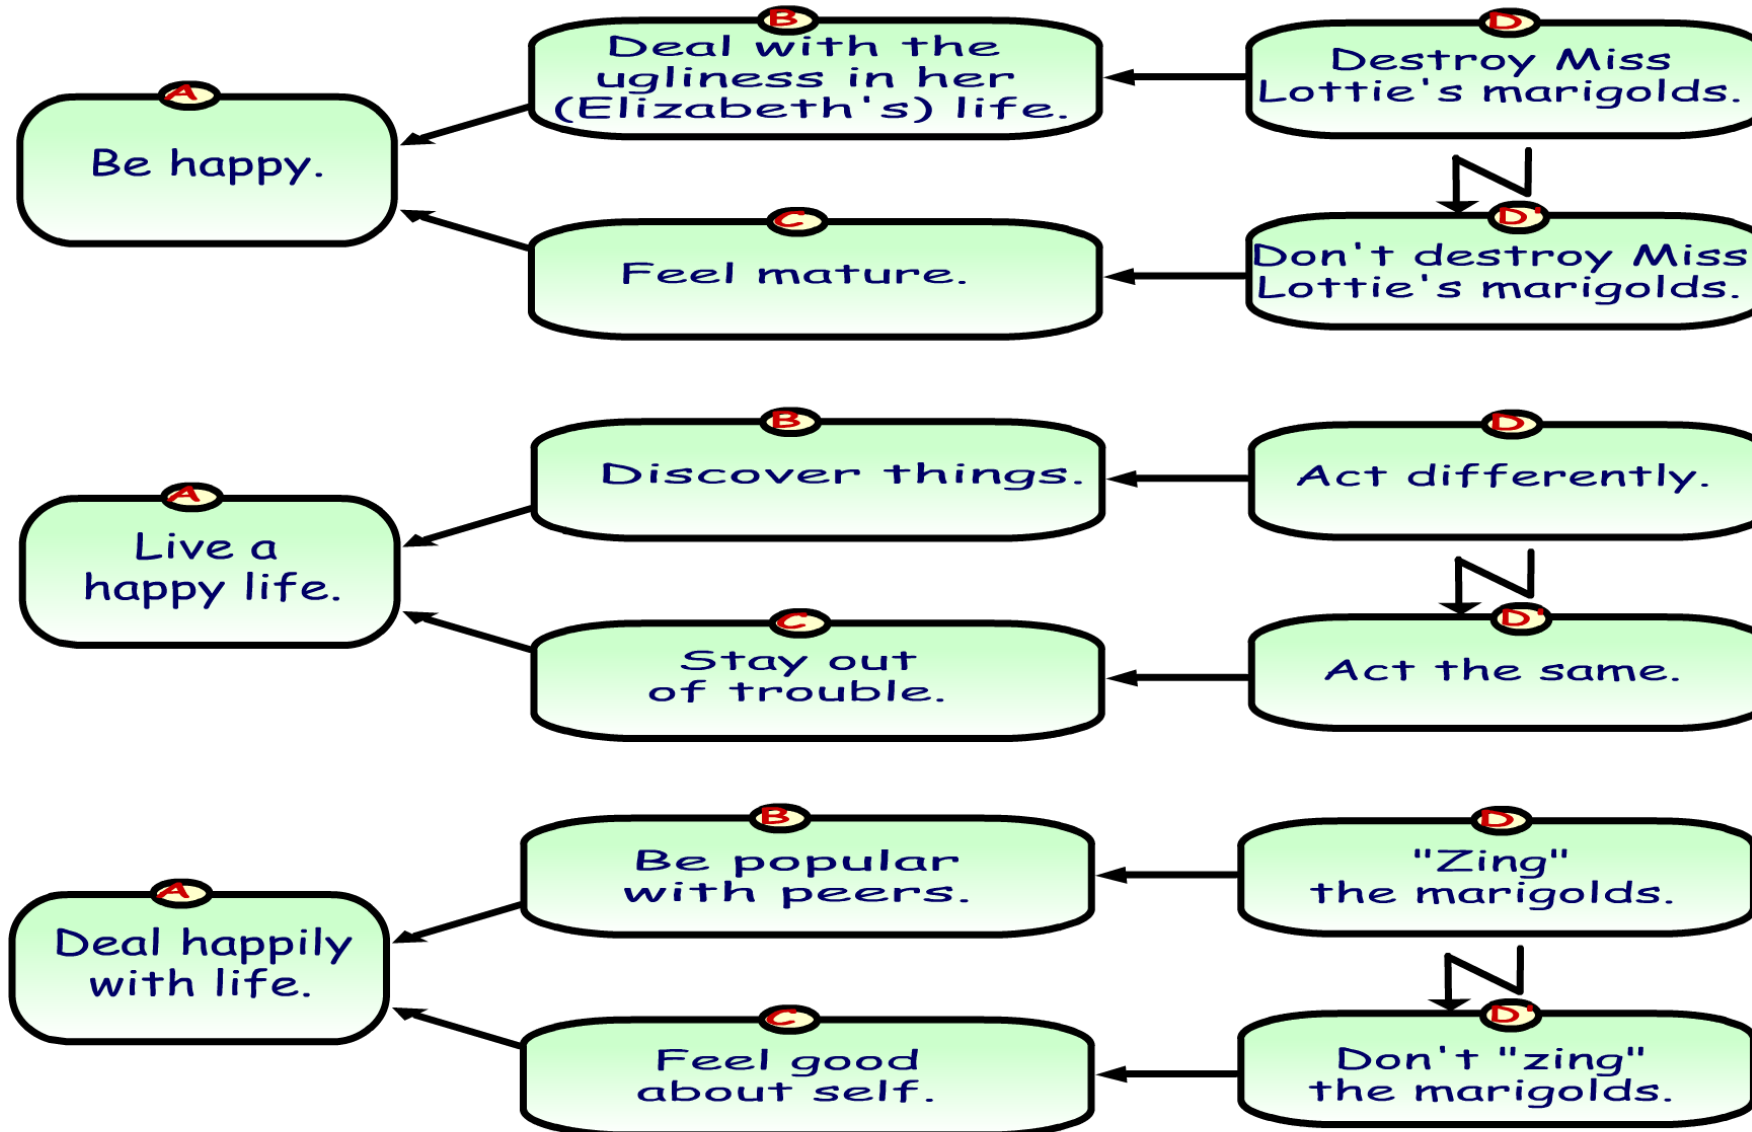 A
Be happy.
B
Deal with the
ugliness in her
(Elizabeth's) life.
D
Destroy Miss
Lottie's marigolds.
C
Feel mature.
D'
Don't destroy Miss
Lottie's marigolds.
A
Live a
happy life.
B
Discover things.
D
Act differently.
C
Stay out
of trouble.
D'
Act the same.
A
Deal happily
with life.
B
Be popular
with peers.
D
"Zing"
the marigolds.
C
Feel good
about self.
D'
Don't "zing"
the marigolds.